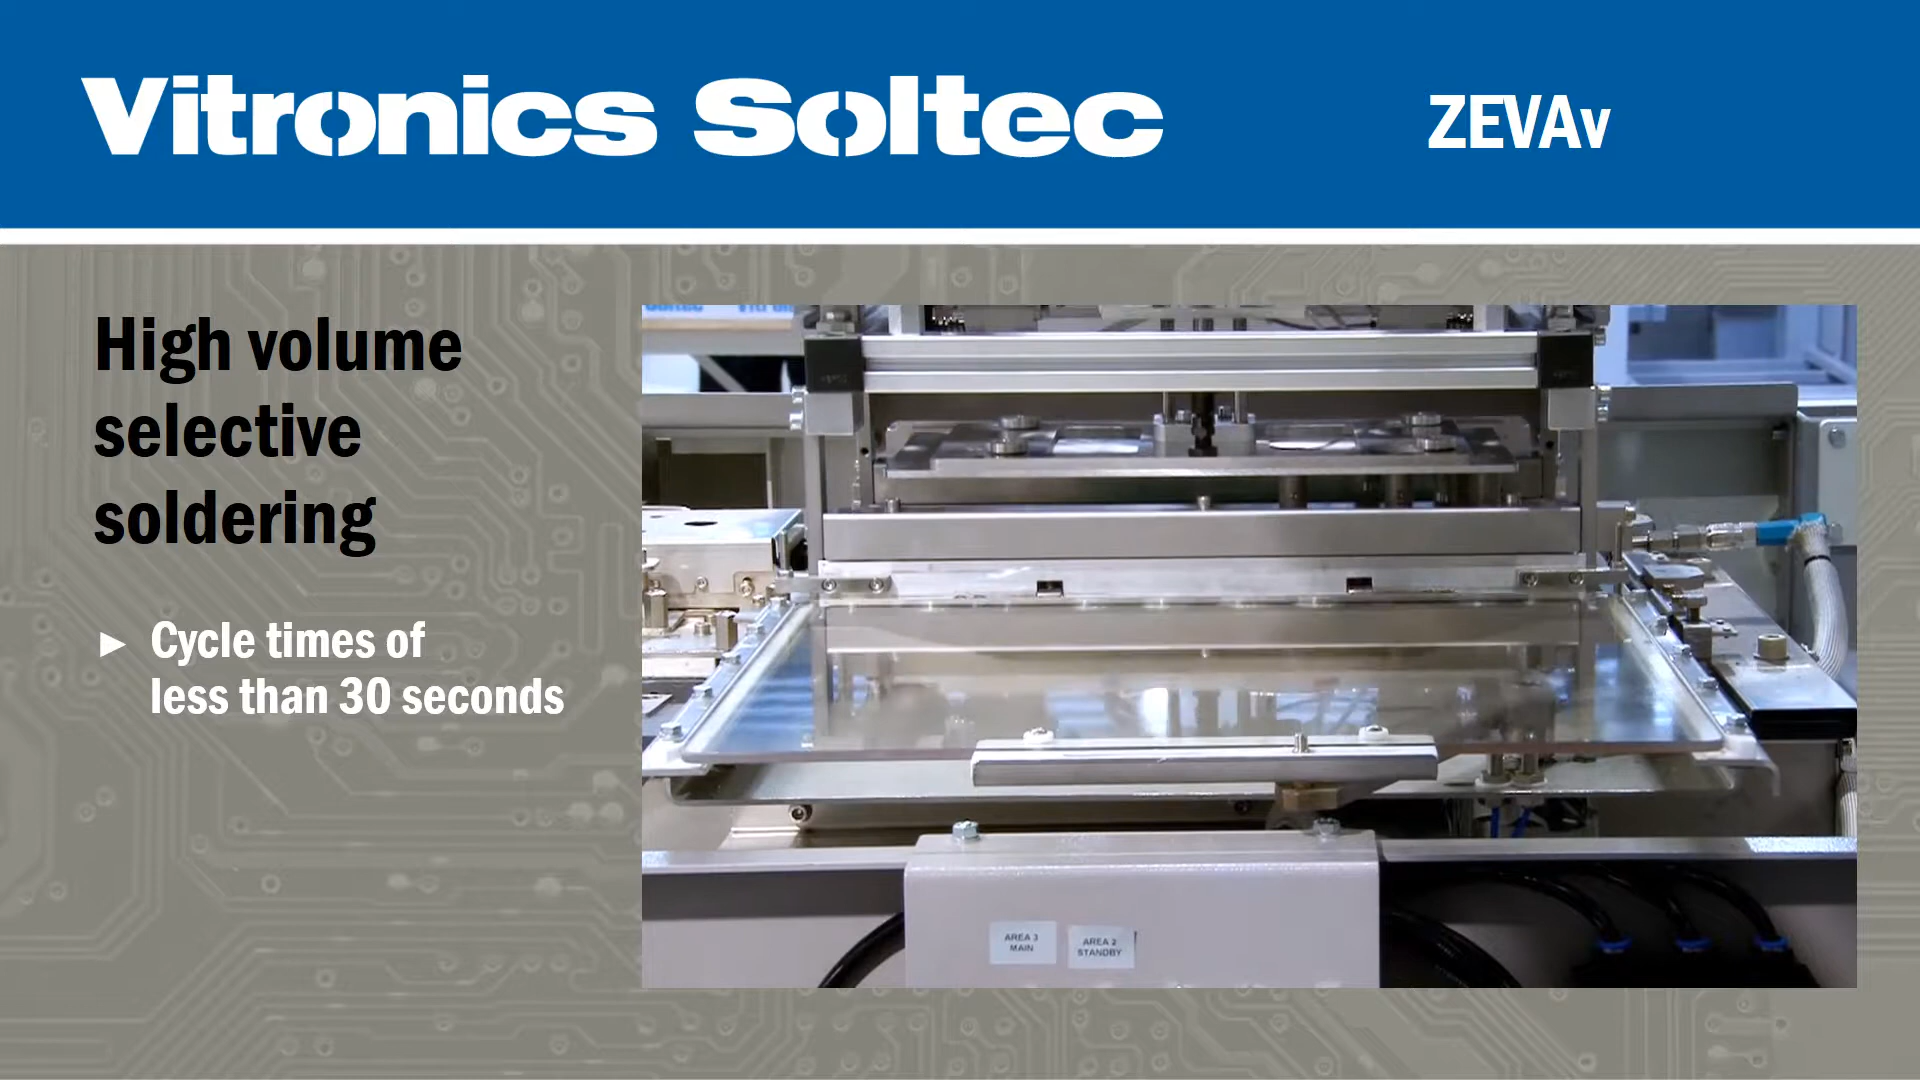 Vitronics Soltec
ZEVAv
High volume
selective
soldering
► Cycle times of
less than 30 seconds
AREA 3
MAIN
AREA 2
STANDBY